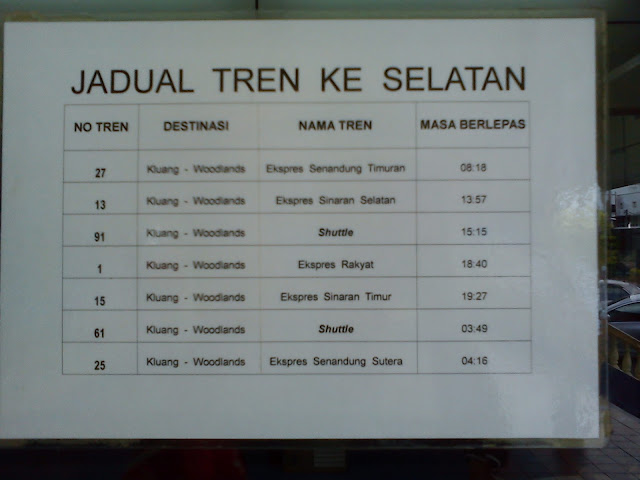 JADUAL TREN KE SELATAN
NO TREN DESTINASI NAMA TREN MASA BERLEPAS
27 Kluang - Woodlands Ekspres Senandung Timuran 08:18
13 Kluang - Woodlands Ekspres Sinaran Selatan 13:57
91 Kluang - Woodlands Shuttle 15:15
1 Kluang - Woodlands Ekspres Rakyat 18:40
15 Kluang - Woodlands Ekspres Sinaran Timur 19:27
61 Kluang - Woodlands Shuttle 03:49
25 Kluang - Woodlands Ekspres Senandung Sutera 04:16